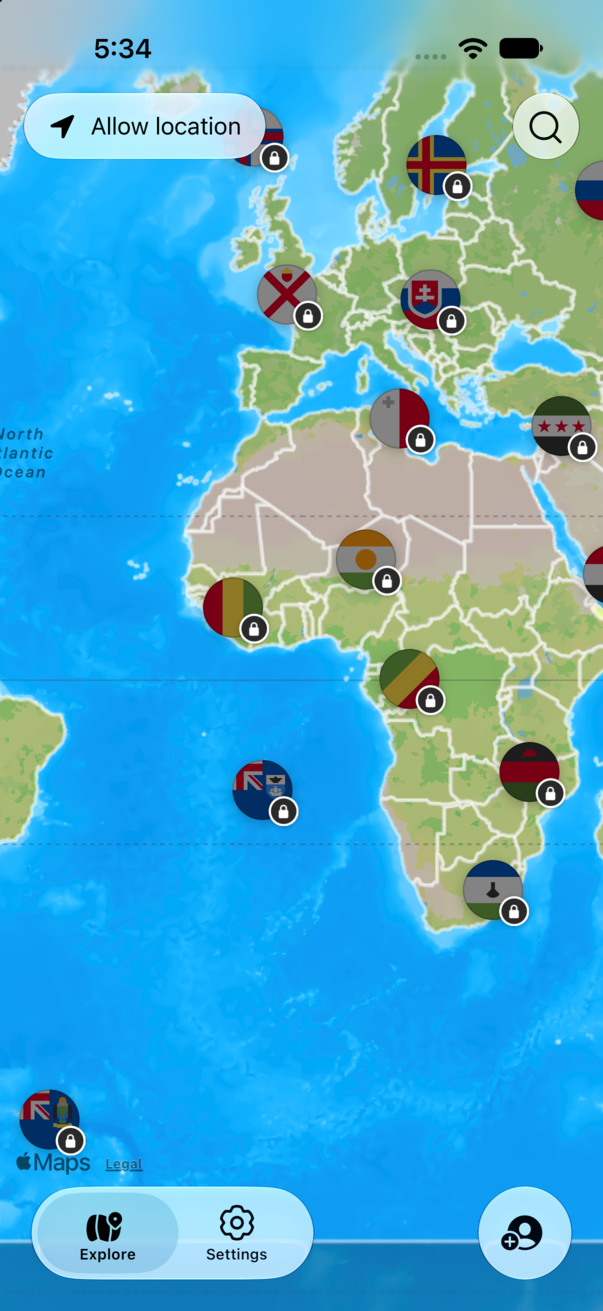 5:34
Allow location
North
Atlantic
Ocean
Maps Legal
Explore
Settings